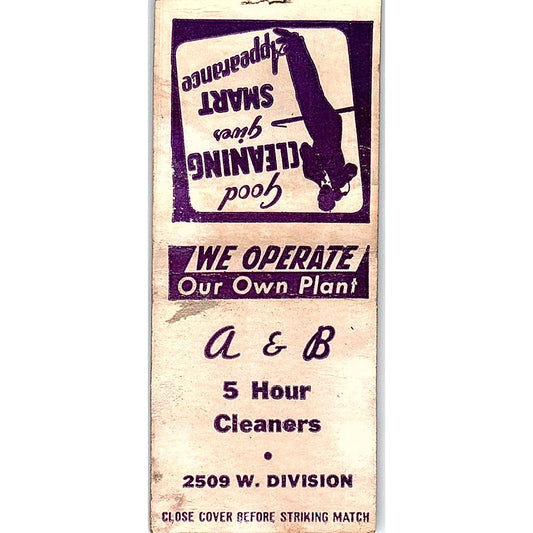 Good
CLEANING
gives
SMART
Appearance
WE OPERATE
Our Own Plant
A & B
5 Hour
Cleaners
•
2509 W. DIVISION
CLOSE COVER BEFORE STRIKING MATCH